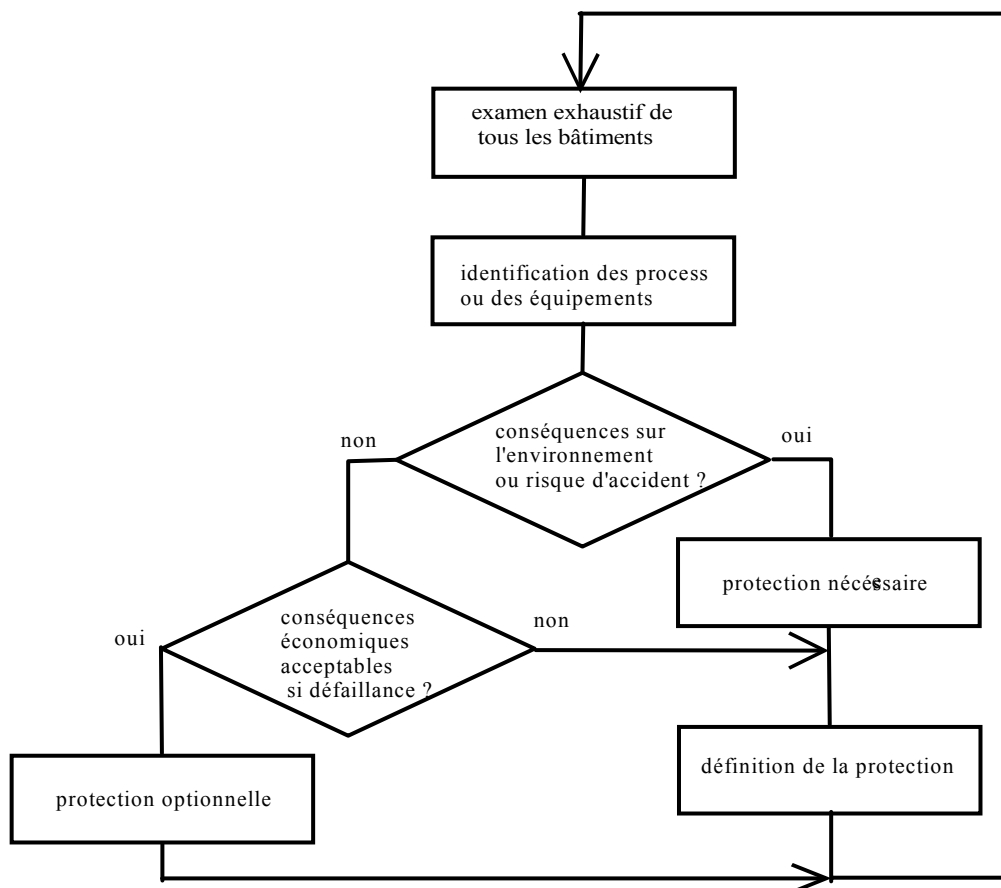 examen exhaustif de
tous les bâtiments
identification des process
ou des équipements
non
conséquences sur
l'environnement
ou risque d'accident ?
oui
protection nécéssaire
oui
conséquences
économiques
acceptables
si défaillance ?
non
définition de la protection
protection optionnelle